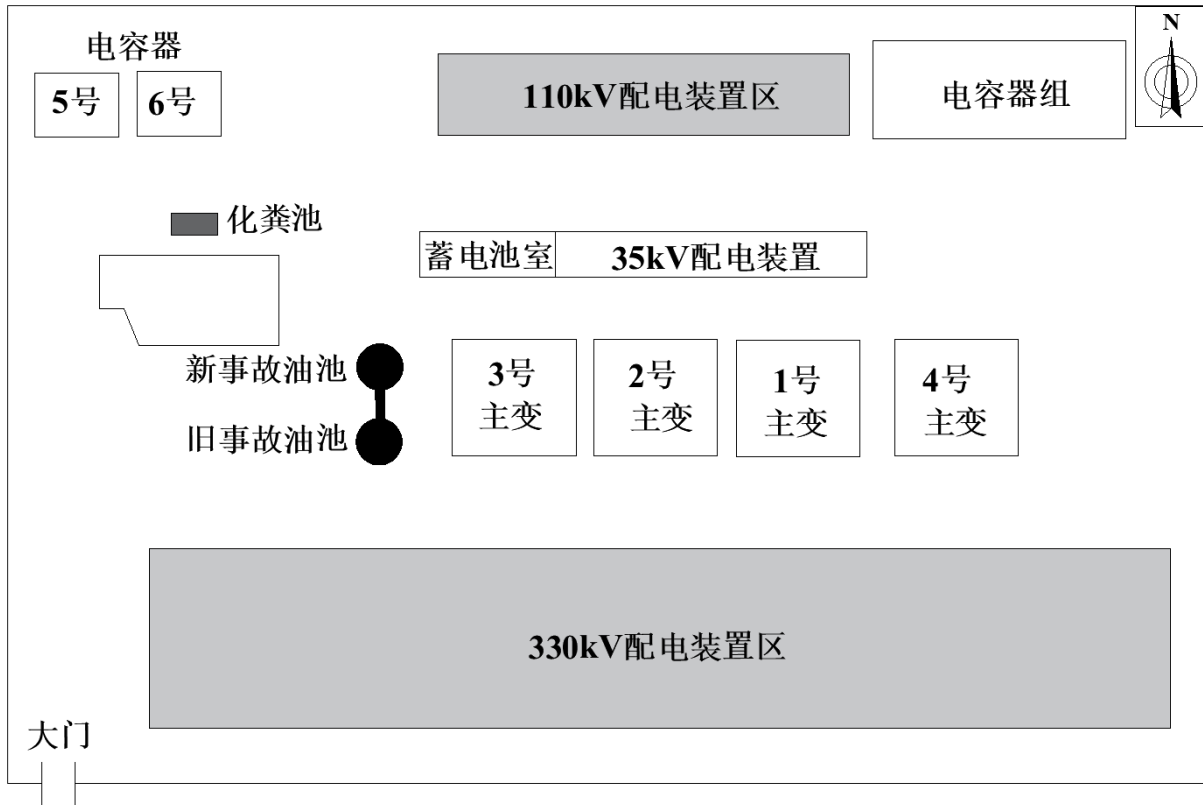 N
电容器
5号
6号
110kV配电装置区
电容器组
化粪池
蓄电池室
35kV配电装置
新事故油池
旧事故油池
3号
主变
2号
主变
1号
主变
4号
主变
330kV配电装置区
大门